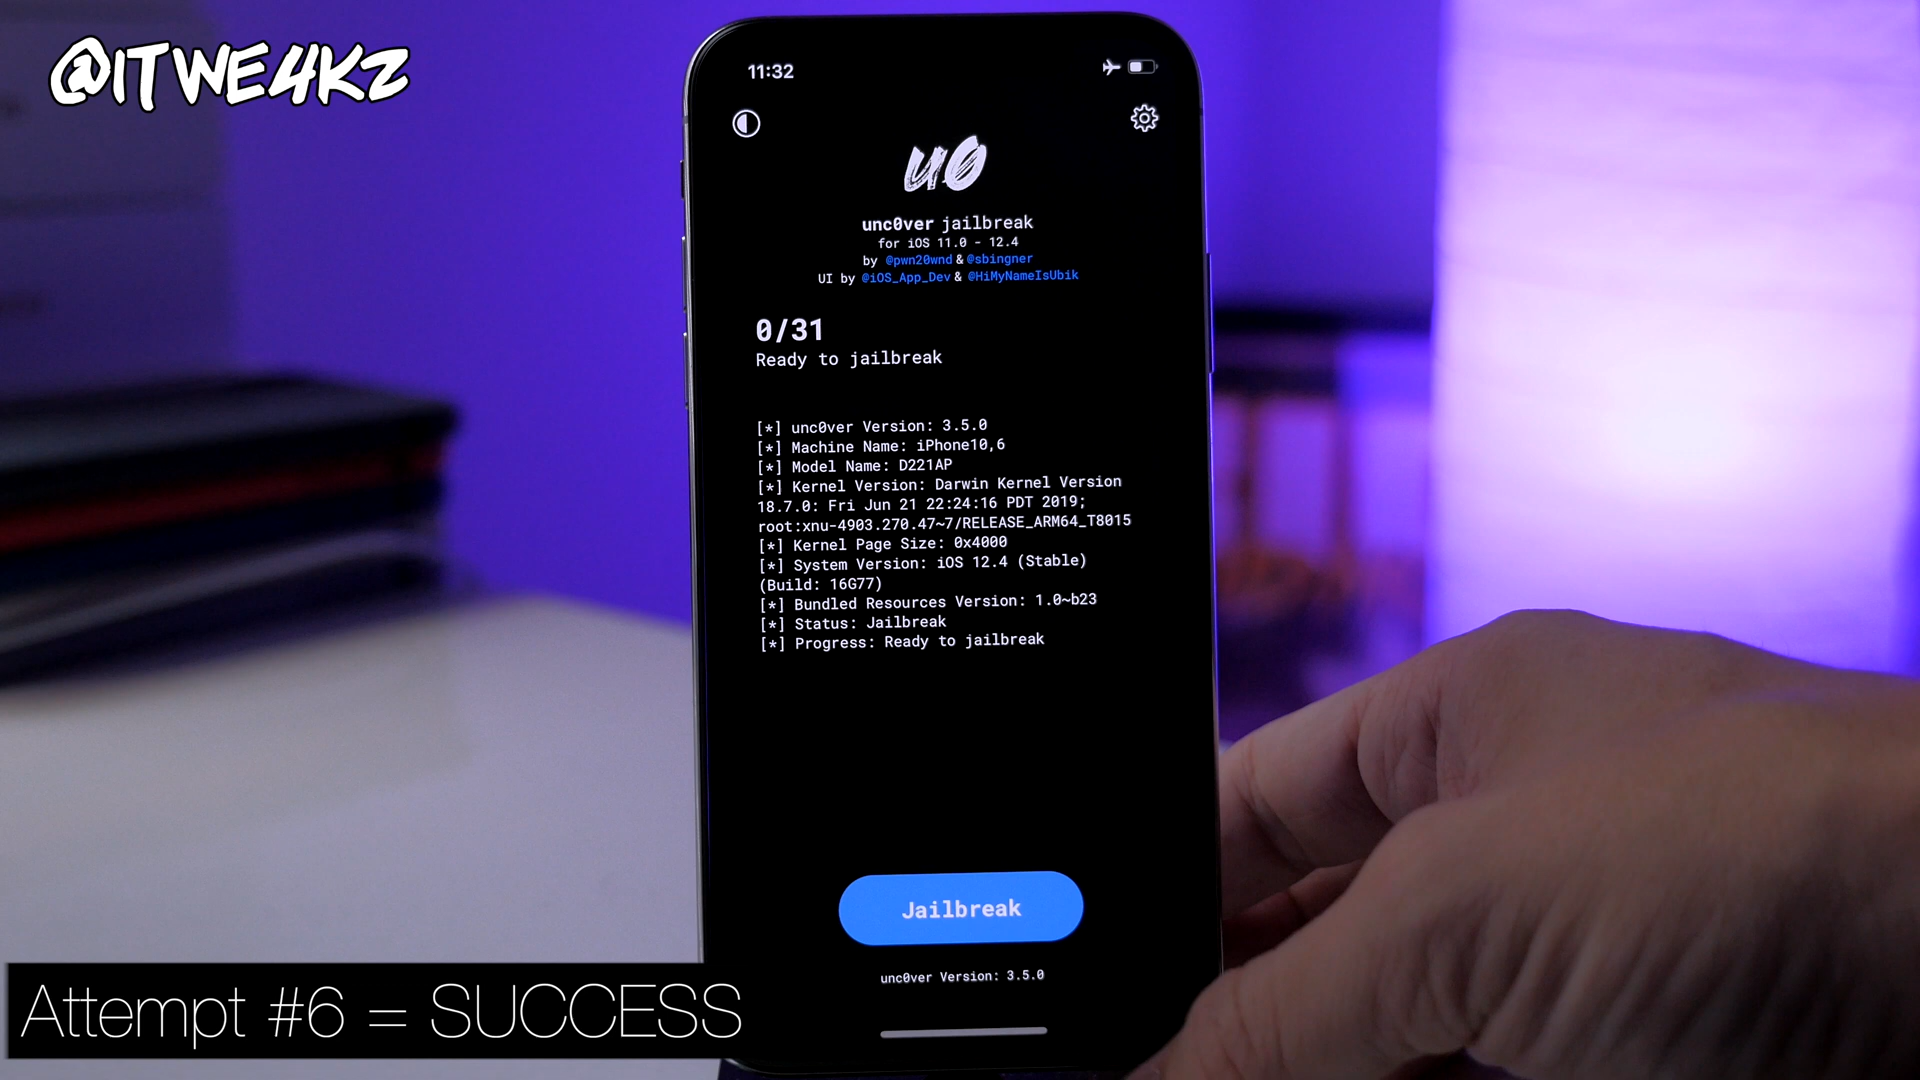 @iTWE4KZ
11:32
u0
unc0ver jailbreak
for iOS 11.0 - 12.4
by @pwn20wnd & @sbingner
UI by @iOS_App_Dev & @HiMyNameIsUbik
0/31
Ready to jailbreak
[*] unc0ver Version: 3.5.0
[*] Machine Name: iPhone10,6
[*] Model Name: D221AP
[*] Kernel Version: Darwin Kernel Version
18.7.0: Fri Jun 21 22:24:16 PDT 2019;
root:xnu-4903.270.47~7/RELEASE_ARM64_T8015
[*] Kernel Page Size: 0x4000
[*] System Version: iOS 12.4 (Stable)
(Build: 16G77)
[*] Bundled Resources Version: 1.0~b23
[*] Status: Jailbreak
[*] Progress: Ready to jailbreak
Jailbreak
unc0ver Version: 3.5.0
Attempt #6 = SUCCESS